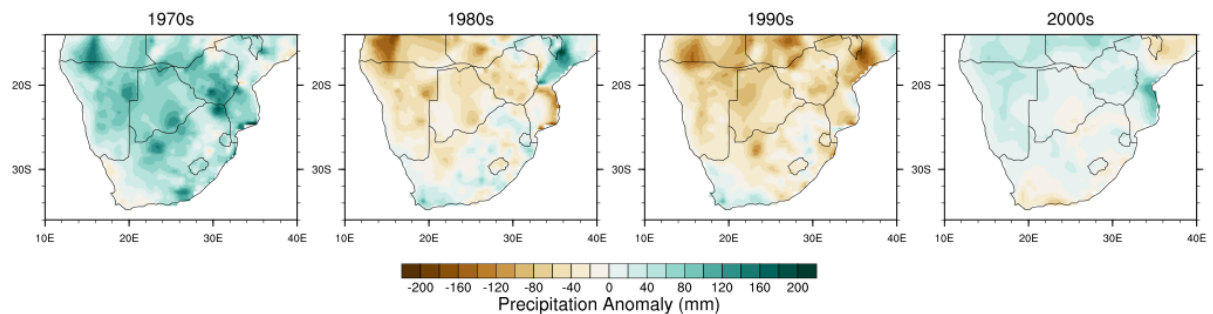 1970s 1980s 1990s 2000s
20S 20S 20S 20S
30S 30S 30S 30S
10E 20E 30E 40E 10E 20E 30E 40E 10E 20E 30E 40E 10E 20E 30E 40E
-200 -160 -120 -80 -40 0 40 80 120 160 200
Precipitation Anomaly (mm)